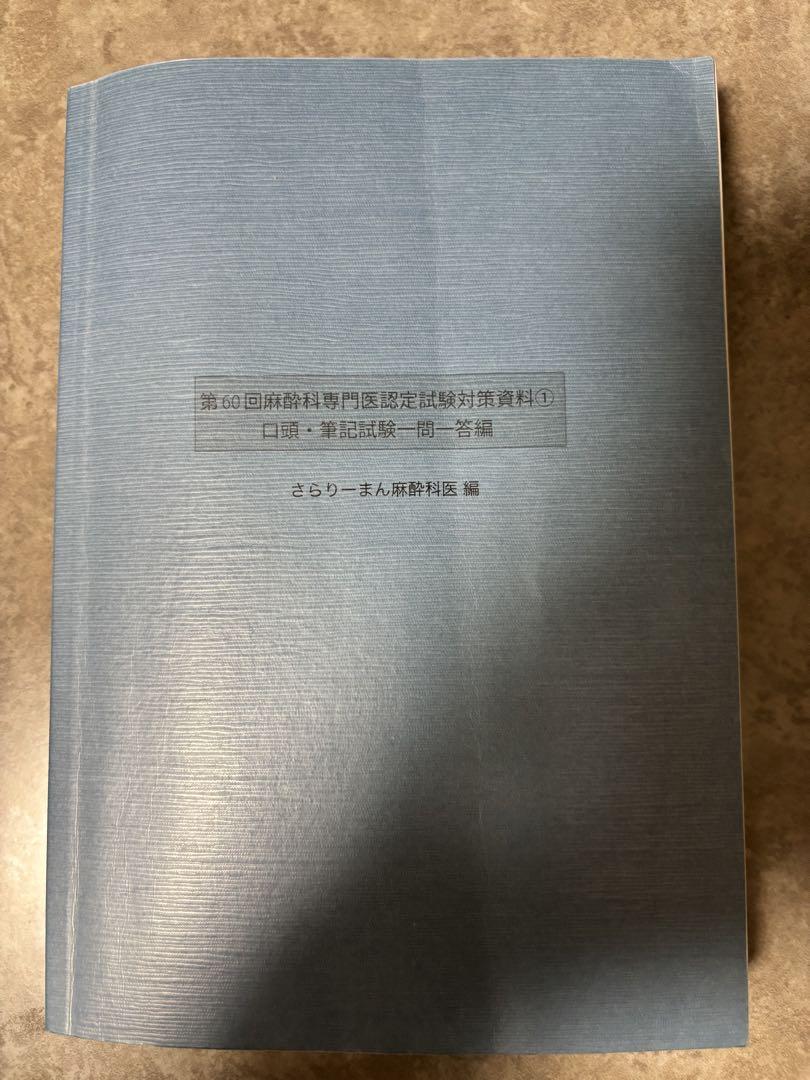 第60回麻酔科専門医認定試験対策資料①
口頭・筆記試験一問一答編
さらりーまん麻酔科医 編